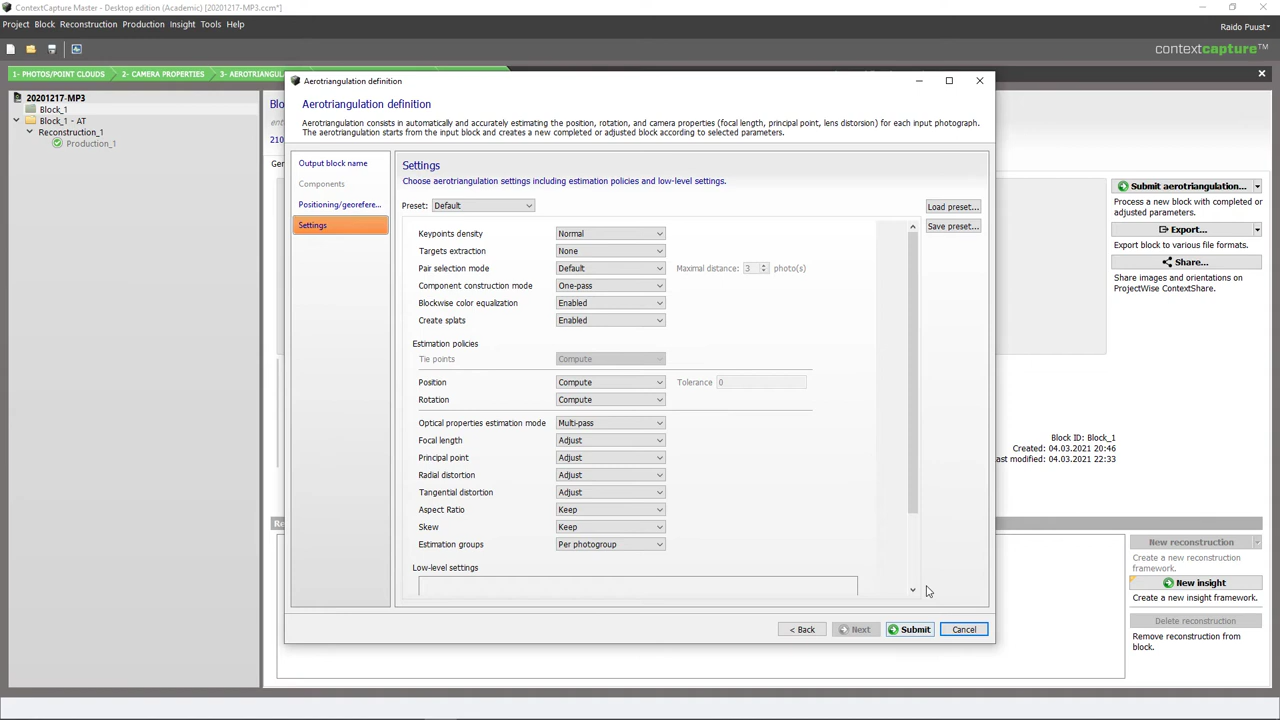 ContextCapture Master - Desktop edition (Academic) [20201217-MP3.ccm*]
Project Block Reconstruction Production Insight Tools Help
Raido Puust
contextcapture™
1- PHOTOS/POINT CLOUDS 2- CAMERA PROPERTIES 3- AEROTRIANGUL
20201217-MP3
Block_1
Block_1 - AT
Reconstruction_1
Production_1
Blo
210
Ge
Aerotriangulation definition
Aerotriangulation definition
Aerotriangulation consists in automatically and accurately estimating the position, rotation, and camera properties (focal length, principal point, lens distorsion) for each input photograph.
The aerotriangulation starts from the input block and creates a new completed or adjusted block according to selected parameters.
Output block name
Components
Positioning/georefere...
Settings
Settings
Choose aerotriangulation settings including estimation policies and low-level settings.
Preset: Default
Load preset...
Save preset...
Keypoints density Normal
Targets extraction None
Pair selection mode Default Maximal distance: 3 photo(s)
Component construction mode One-pass
Blockwise color equalization Enabled
Create splats Enabled
Estimation policies
Tie points Compute
Position Compute Tolerance 0
Rotation Compute
Optical properties estimation mode Multi-pass
Focal length Adjust
Principal point Adjust
Radial distortion Adjust
Tangential distortion Adjust
Aspect Ratio Keep
Skew Keep
Estimation groups Per photogroup
Low-level settings
< Back Next Submit Cancel
Submit aerotriangulation...
Process a new block with completed or
adjusted parameters.
Export...
Export block to various file formats.
Share...
Share images and orientations on
ProjectWise ContextShare.
Block ID: Block_1
Created: 04.03.2021 20:46
ast modified: 04.03.2021 22:33
Re
New reconstruction
Create a new reconstruction
framework.
New insight
Create a new insight framework.
Delete reconstruction
Remove reconstruction from
block.